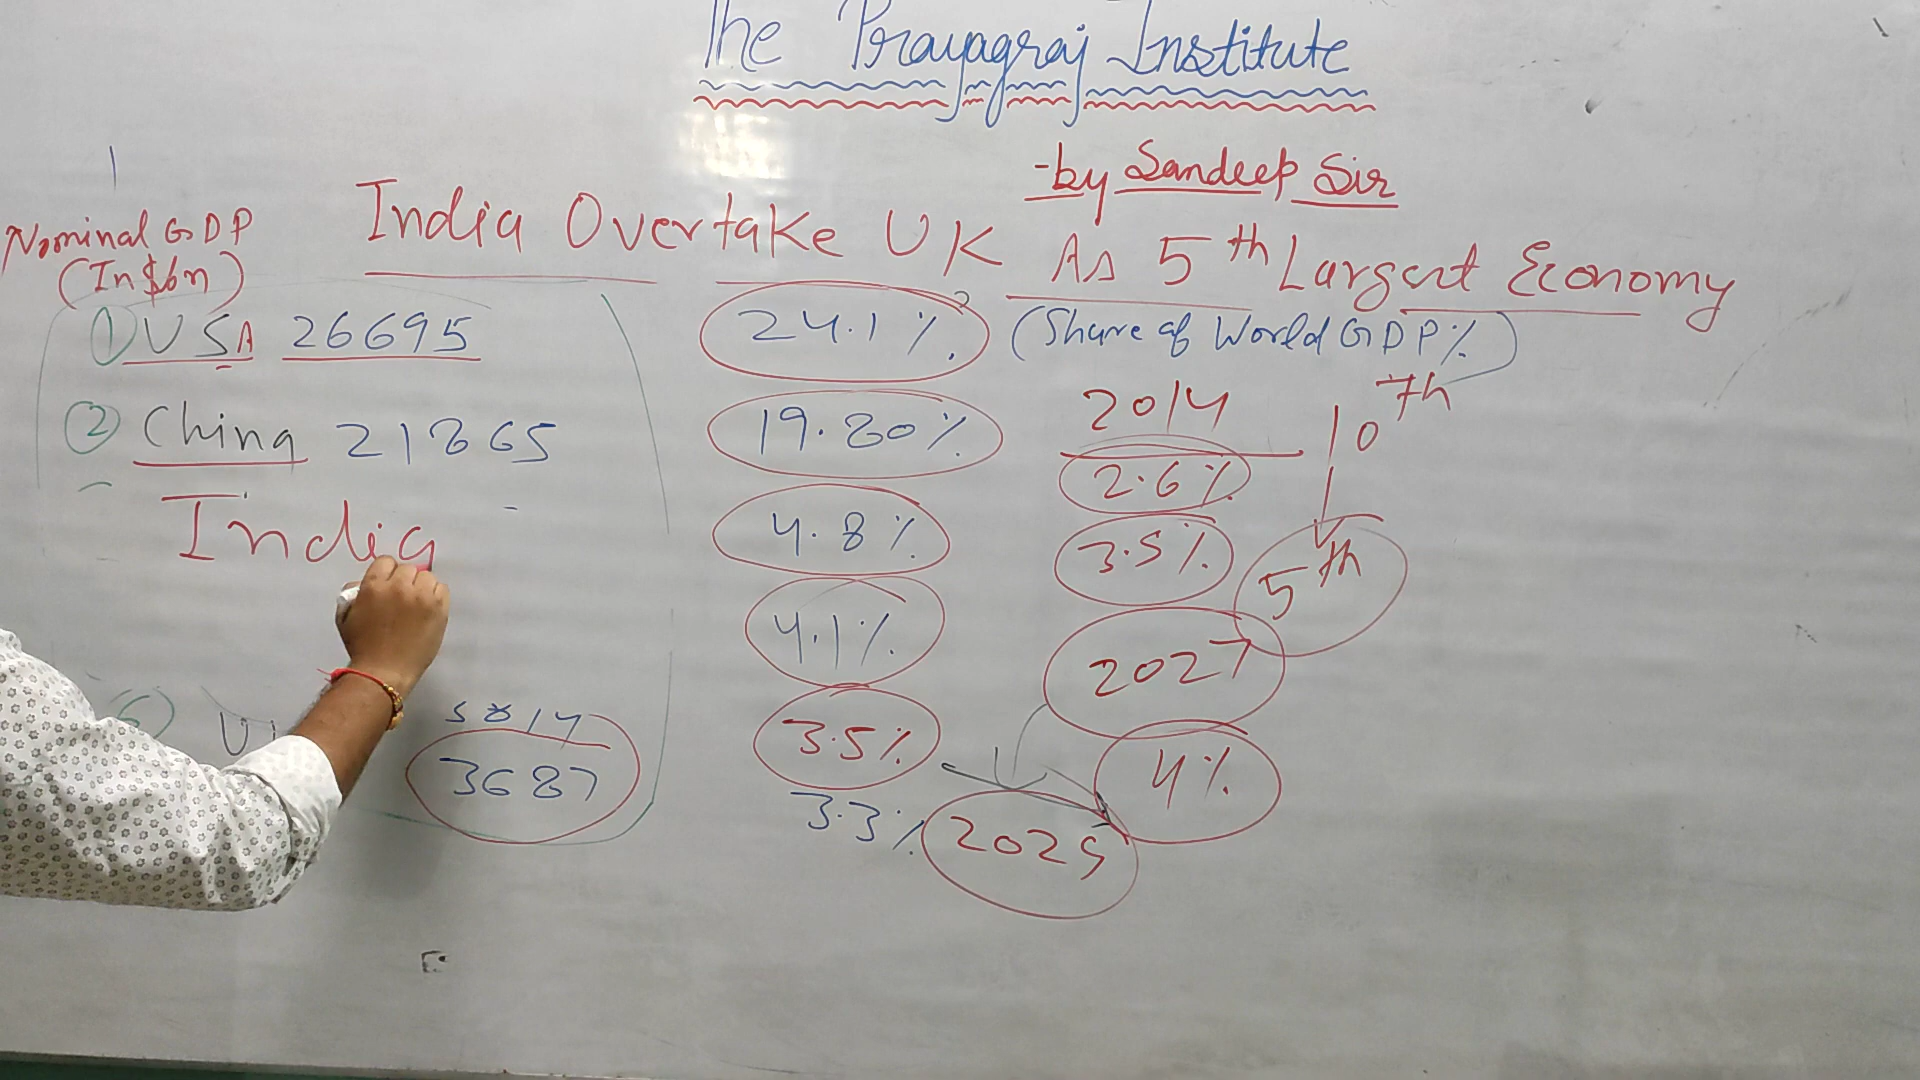 The Prayagraj Institute
-by Sandeep Sir
India Overtake UK As 5th Largest Economy
Nominal GDP
(In $bn)
① USA 26695 24.1% (Share of World GDP%)
② China 21865 19.80% 2014 10th
India 4.8% 2.6%
3.5% 5th
4.1% 2027
3.5% 4%
3687 3.3% 2029